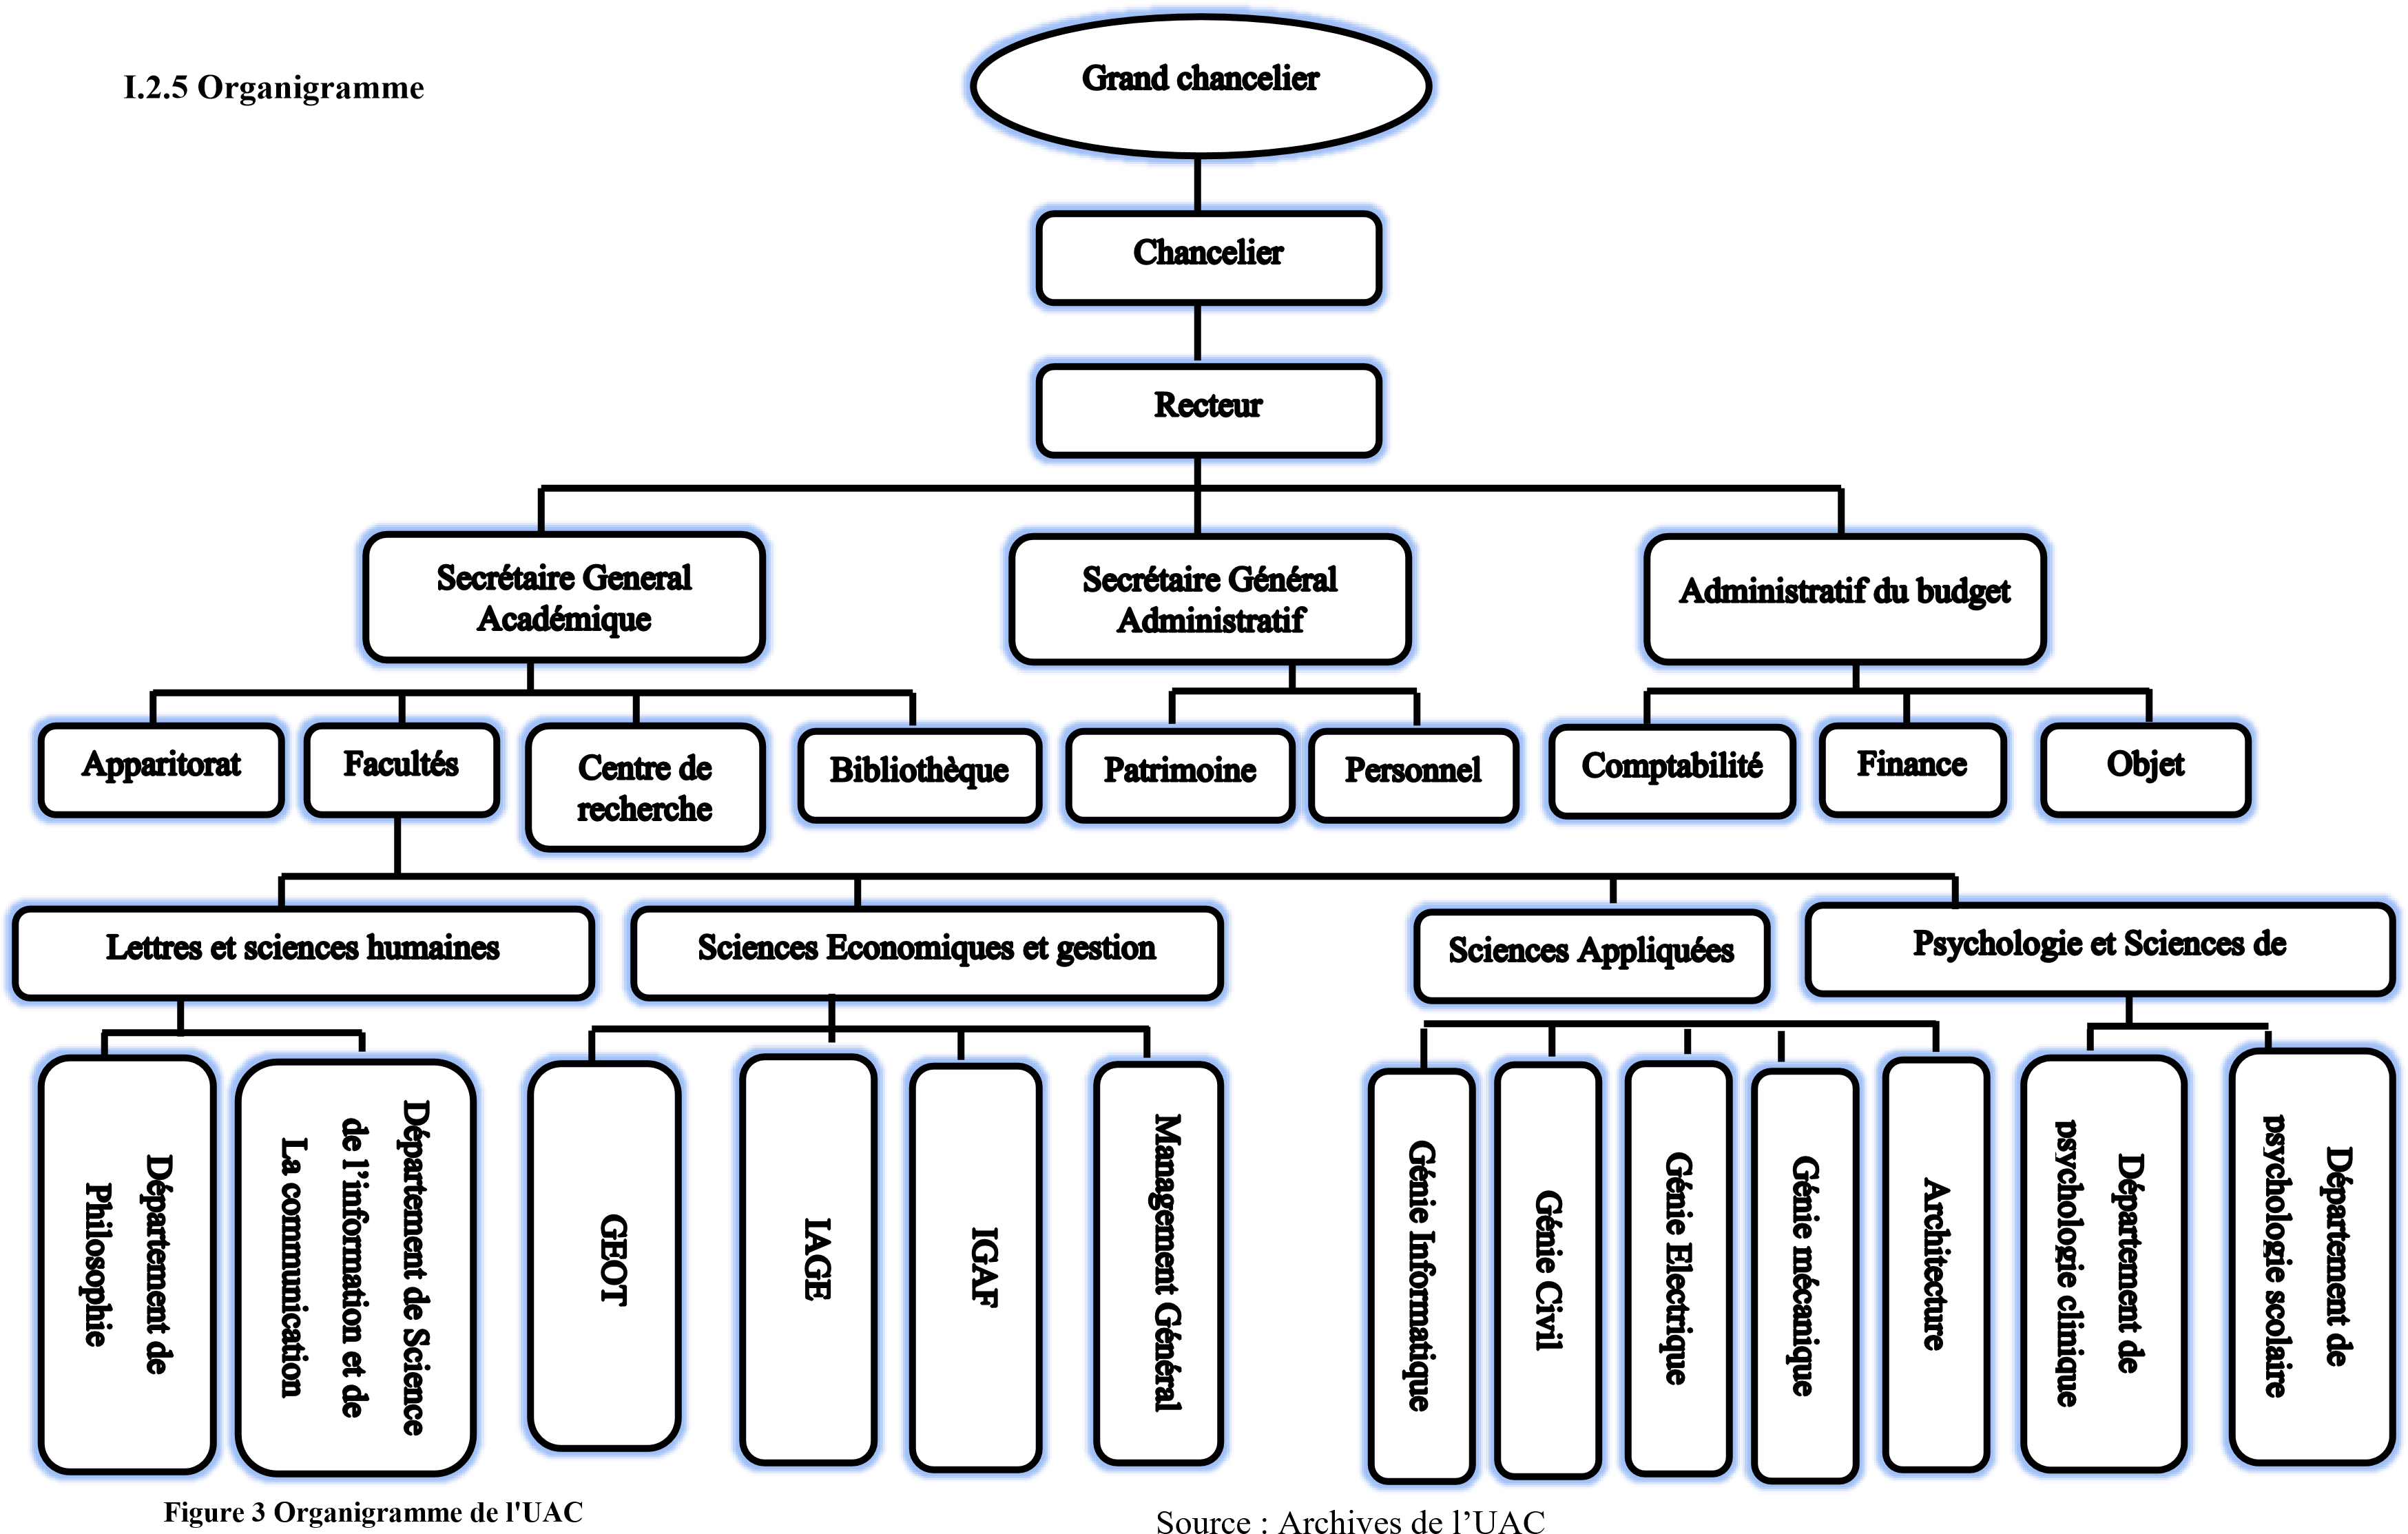 I.2.5 Organigramme
Grand chancelier
Chancelier
Recteur
Secrétaire General
Académique
Secrétaire Général
Administratif
Administratif du budget
Apparitorat
Facultés
Centre de
recherche
Bibliothèque
Patrimoine
Personnel
Comptabilité
Finance
Objet
Lettres et sciences humaines
Sciences Economiques et gestion
Sciences Appliquées
Psychologie et Sciences de
Département de
Philosophie
Département de Science
de l’information et de
La communication
GEOT
IAGE
IGAF
Management Général
Génie Informatique
Génie Civil
Génie Electrique
Génie mécanique
Architecture
Département de
psychologie clinique
Département de
psychologie scolaire
Figure 3 Organigramme de l'UAC
Source : Archives de l’UAC